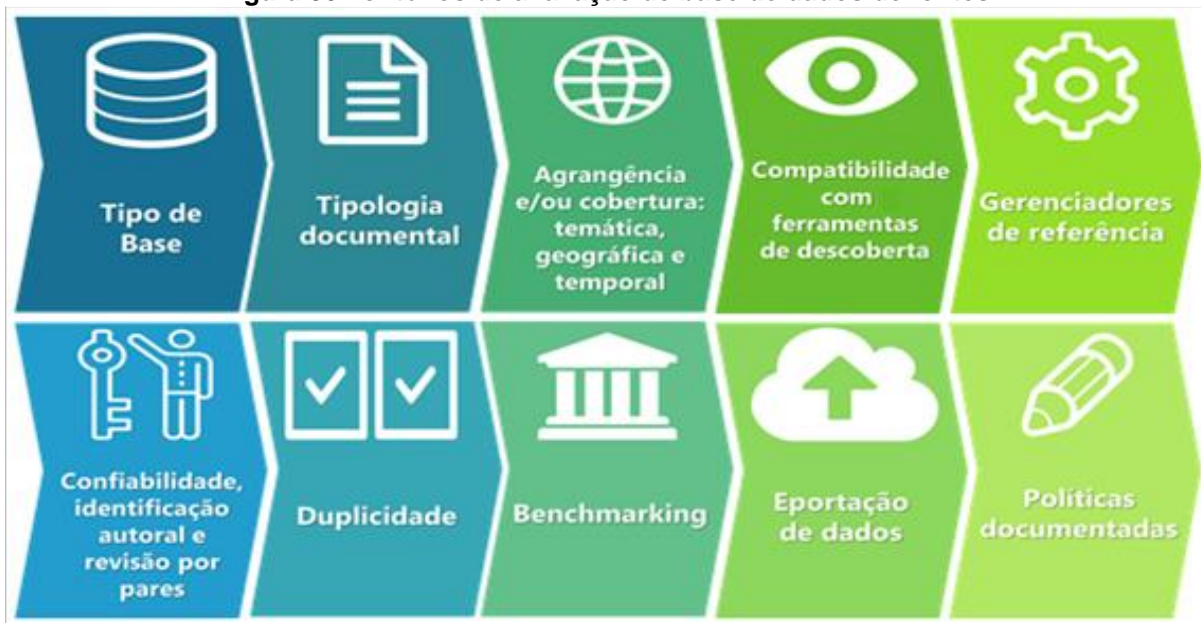 Tipo de
Base
Tipologia
documental
Agrangência
e/ou cobertura:
temática,
geográfica e
temporal
Compatibilidade
com
ferramentas
de descoberta
Gerenciadores
de referência
Confiabilidade,
identificação
autoral e
revisão por
pares
Duplicidade
Benchmarking
Eportação
de dados
Políticas
documentadas